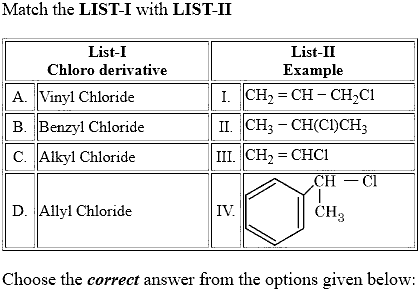 Match the LIST-I with LIST-II
List-I
Chloro derivative
List-II
Example
A. Vinyl Chloride I. CH₂ = CH − CH₂Cl
B. Benzyl Chloride II. CH₃ − CH(Cl)CH₃
C. Alkyl Chloride III. CH₂ = CHCl
D. Allyl Chloride IV. CH − Cl
CH₃
Choose the correct answer from the options given below: